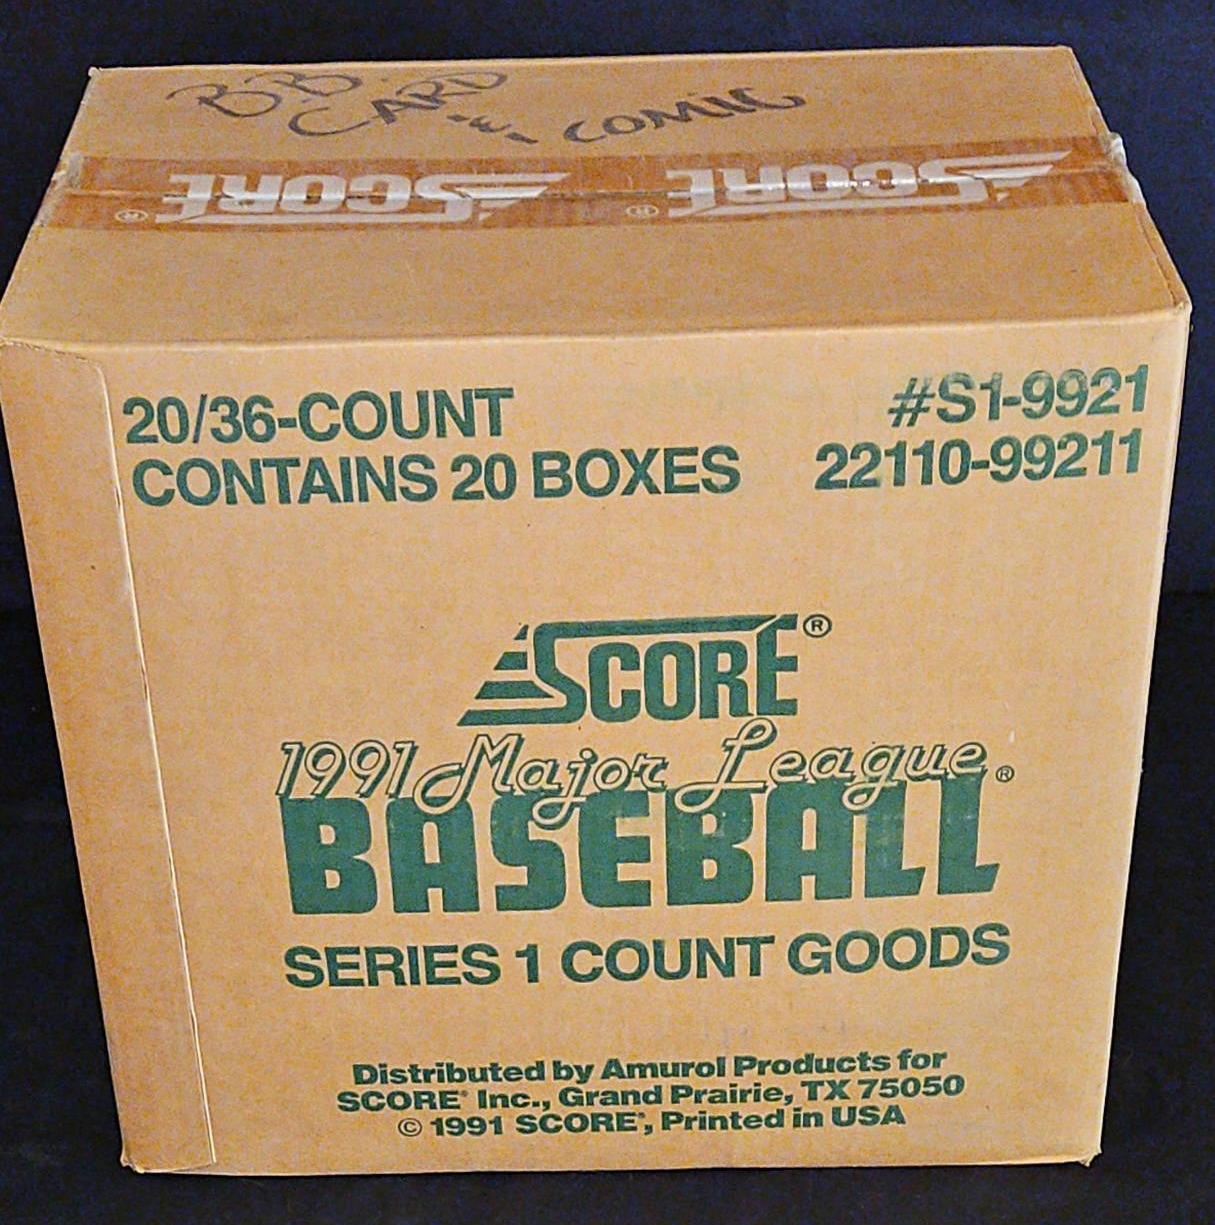 B.B.
CARD
-w- COMIC
SCORE® SCORE®
20/36-COUNT #S1-9921
CONTAINS 20 BOXES 22110-99211
SCORE®
1991 Major League®
BASEBALL
SERIES 1 COUNT GOODS
Distributed by Amurol Products for
SCORE® Inc., Grand Prairie, TX 75050
© 1991 SCORE®, Printed in USA